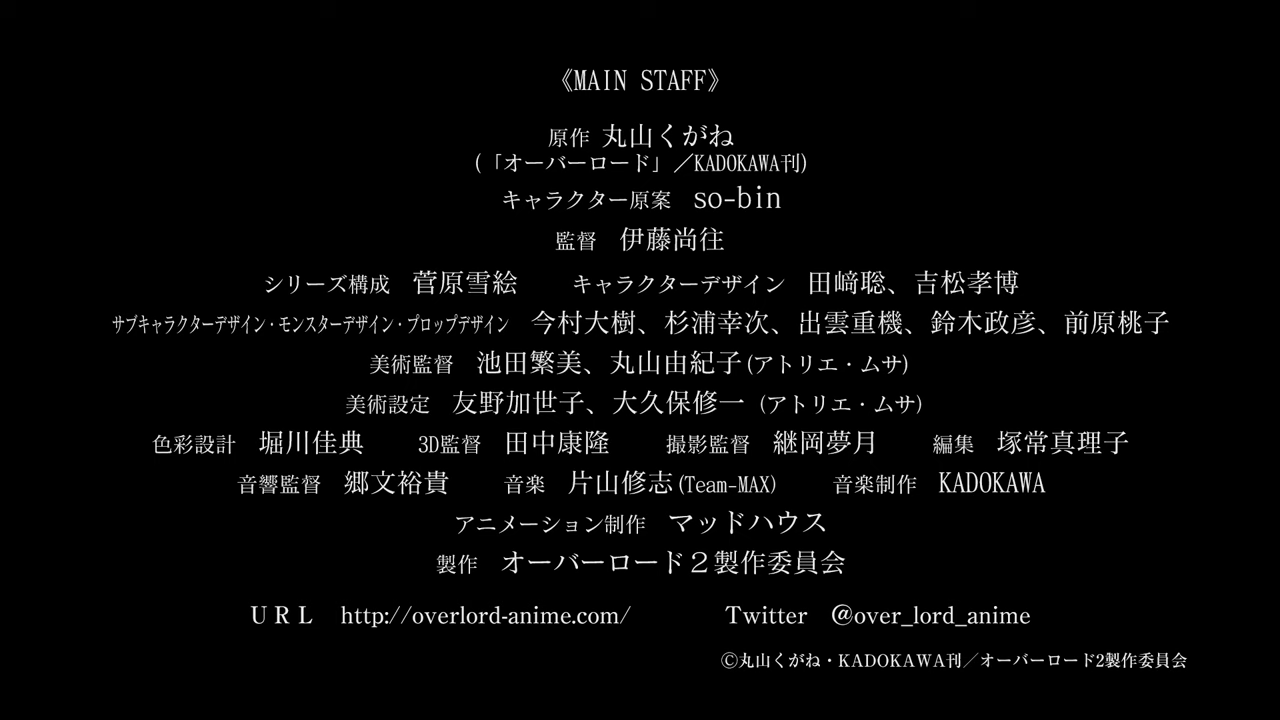 《MAIN STAFF》
原作 丸山くがね
(「オーバーロード」／KADOKAWA刊)
キャラクター原案 so-bin
監督 伊藤尚往
シリーズ構成 菅原雪絵 キャラクターデザイン 田﨑聡、吉松孝博
サブキャラクターデザイン・モンスターデザイン・プロップデザイン 今村大樹、杉浦幸次、出雲重機、鈴木政彦、前原桃子
美術監督 池田繁美、丸山由紀子(アトリエ・ムサ)
美術設定 友野加世子、大久保修一 (アトリエ・ムサ)
色彩設計 堀川佳典 3D監督 田中康隆 撮影監督 継岡夢月 編集 塚常真理子
音響監督 郷文裕貴 音楽 片山修志(Team-MAX) 音楽制作 KADOKAWA
アニメーション制作 マッドハウス
製作 オーバーロード２製作委員会
ＵＲＬ http://overlord-anime.com/ Twitter @over_lord_anime
©丸山くがね・KADOKAWA刊／オーバーロード2製作委員会